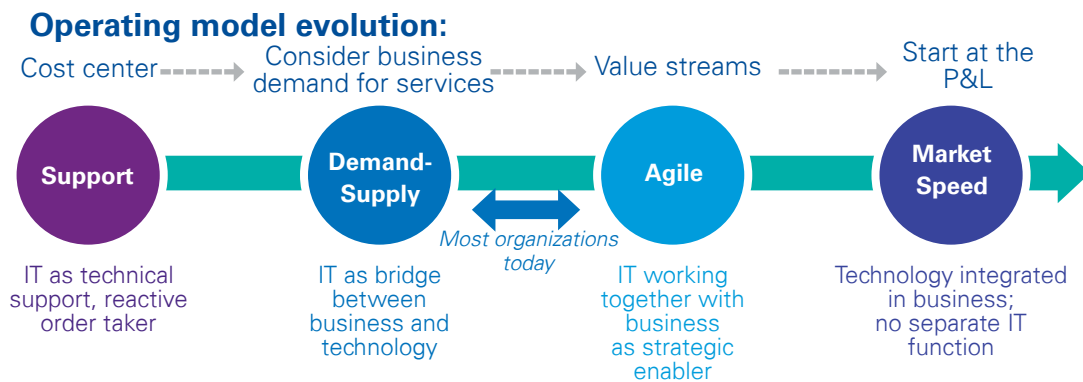 Operating model evolution:
Cost center
Consider business
demand for services
Value streams
Start at the
P&L
Support
Demand-
Supply
Agile
Market
Speed
Most organizations
today
IT as technical
support, reactive
order taker
IT as bridge
between
business and
technology
IT working
together with
business
as strategic
enabler
Technology integrated
in business;
no separate IT
function